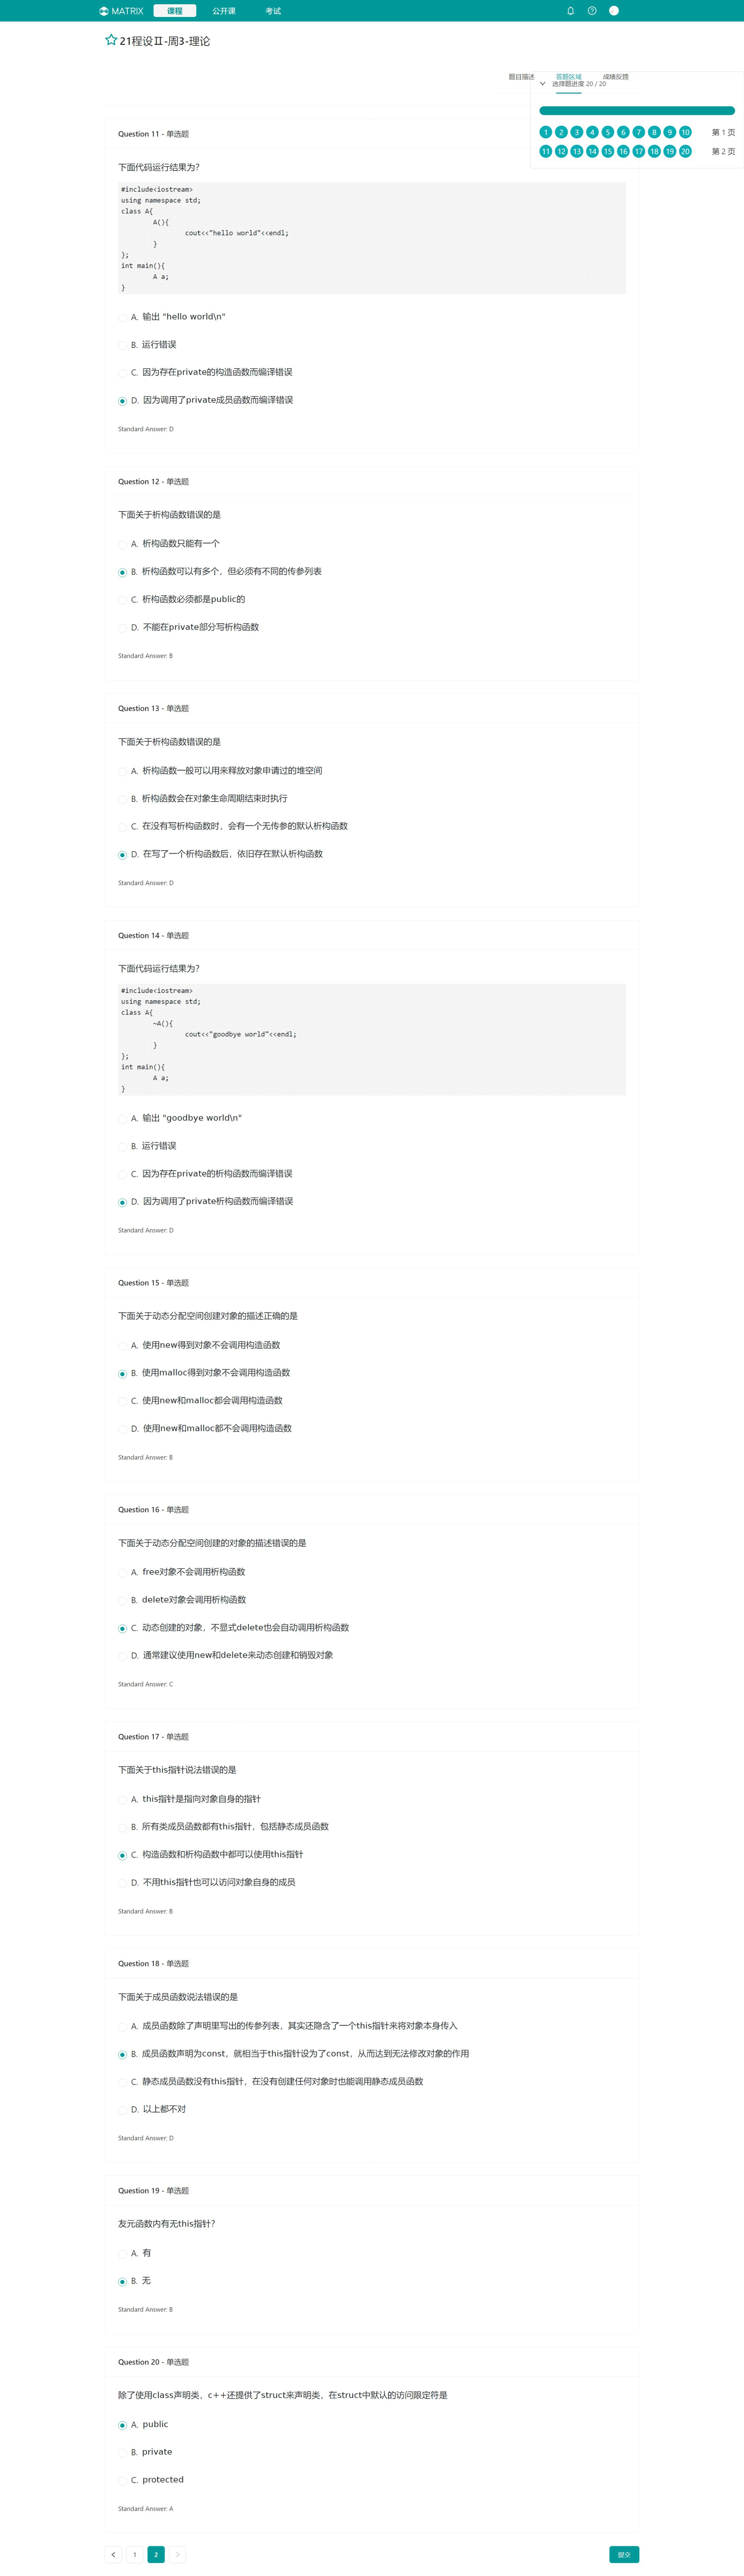 MATRIX 课程 公开课 考试
21程设Ⅱ-周3-理论
题目描述 答题区域 成绩反馈
选择题进度 20 / 20
1 2 3 4 5 6 7 8 9 10 第 1 页
11 12 13 14 15 16 17 18 19 20 第 2 页
Question 11 - 单选题
下面代码运行结果为?
#include<iostream>
using namespace std;
class A{
A(){
cout<<"hello world"<<endl;
}
};
int main(){
A a;
}
A. 输出 "hello world\n"
B. 运行错误
C. 因为存在private的构造函数而编译错误
D. 因为调用了private成员函数而编译错误
Standard Answer: D
Question 12 - 单选题
下面关于析构函数错误的是
A. 析构函数只能有一个
B. 析构函数可以有多个，但必须有不同的传参列表
C. 析构函数必须都是public的
D. 不能在private部分写析构函数
Standard Answer: B
Question 13 - 单选题
下面关于析构函数错误的是
A. 析构函数一般可以用来释放对象申请过的堆空间
B. 析构函数会在对象生命周期结束时执行
C. 在没有写析构函数时，会有一个无传参的默认析构函数
D. 在写了一个析构函数后，依旧存在默认析构函数
Standard Answer: D
Question 14 - 单选题
下面代码运行结果为?
#include<iostream>
using namespace std;
class A{
~A(){
cout<<"goodbye world"<<endl;
}
};
int main(){
A a;
}
A. 输出 "goodbye world\n"
B. 运行错误
C. 因为存在private的析构函数而编译错误
D. 因为调用了private析构函数而编译错误
Standard Answer: D
Question 15 - 单选题
下面关于动态分配空间创建对象的描述正确的是
A. 使用new得到对象不会调用构造函数
B. 使用malloc得到对象不会调用构造函数
C. 使用new和malloc都会调用构造函数
D. 使用new和malloc都不会调用构造函数
Standard Answer: B
Question 16 - 单选题
下面关于动态分配空间创建的对象的描述错误的是
A. free对象不会调用析构函数
B. delete对象会调用析构函数
C. 动态创建的对象，不显式delete也会自动调用析构函数
D. 通常建议使用new和delete来动态创建和销毁对象
Standard Answer: C
Question 17 - 单选题
下面关于this指针说法错误的是
A. this指针是指向对象自身的指针
B. 所有类成员函数都有this指针，包括静态成员函数
C. 构造函数和析构函数中都可以使用this指针
D. 不用this指针也可以访问对象自身的成员
Standard Answer: B
Question 18 - 单选题
下面关于成员函数说法错误的是
A. 成员函数除了声明里写出的传参列表，其实还隐含了一个this指针来将对象本身传入
B. 成员函数声明为const，就相当于this指针设为了const，从而达到无法修改对象的作用
C. 静态成员函数没有this指针，在没有创建任何对象时也能调用静态成员函数
D. 以上都不对
Standard Answer: D
Question 19 - 单选题
友元函数内有无this指针?
A. 有
B. 无
Standard Answer: B
Question 20 - 单选题
除了使用class声明类，c++还提供了struct来声明类，在struct中默认的访问限定符是
A. public
B. private
C. protected
Standard Answer: A
1 2 提交